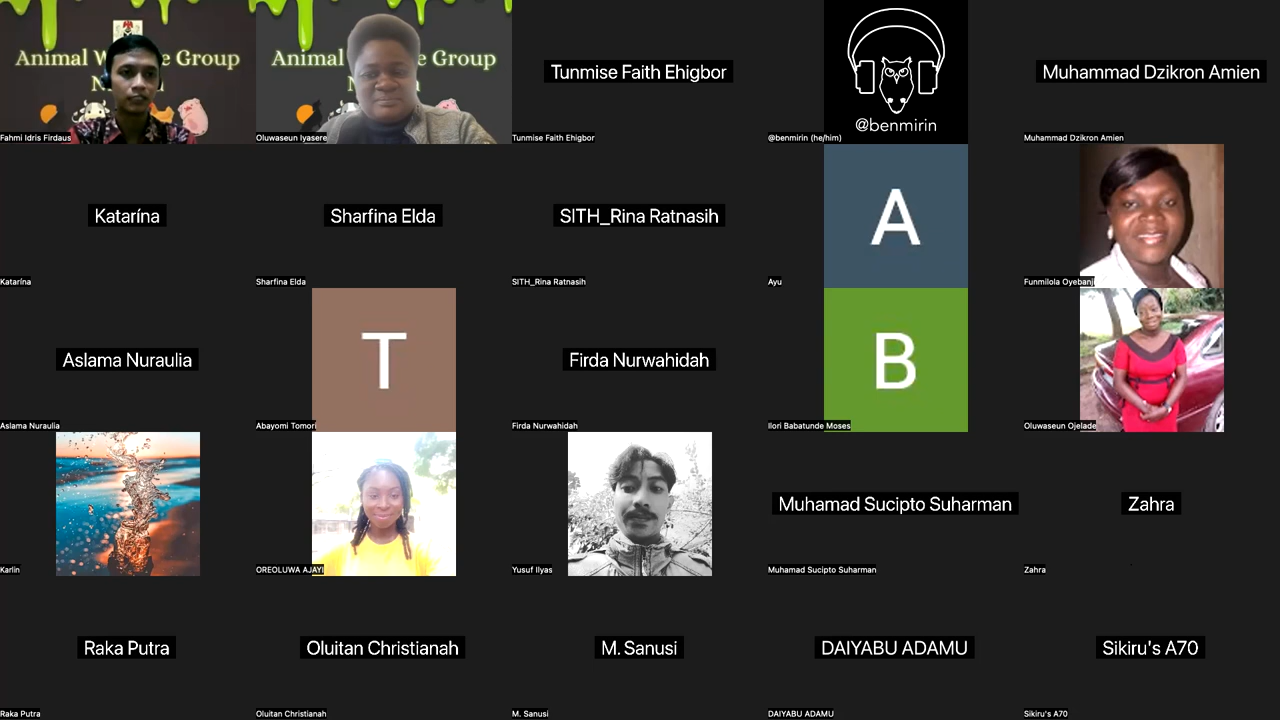 Animal W e Group
N
Fahmi Idris Firdaus
Animal e Group
N
Oluwaseun Iyasere
Tunmise Faith Ehigbor
Tunmise Faith Ehigbor
@benmirin
@benmirin (he/him)
Muhammad Dzikron Amien
Muhammad Dzikron Amien
Katarína
Katarína
Sharfina Elda
Sharfina Elda
SITH_Rina Ratnasih
SITH_Rina Ratnasih
A
Ayu
Funmilola Oyebanji
Aslama Nuraulia
Aslama Nuraulia
T
Abayomi Tomori
Firda Nurwahidah
Firda Nurwahidah
B
Ilori Babatunde Moses
Oluwaseun Ojelade
Karlin
OREOLUWA AJAYI
Yusuf Ilyas
Muhamad Sucipto Suharman
Muhamad Sucipto Suharman
Zahra
Zahra
Raka Putra
Raka Putra
Oluitan Christianah
Oluitan Christianah
M. Sanusi
M. Sanusi
DAIYABU ADAMU
DAIYABU ADAMU
Sikiru's A70
Sikiru's A70